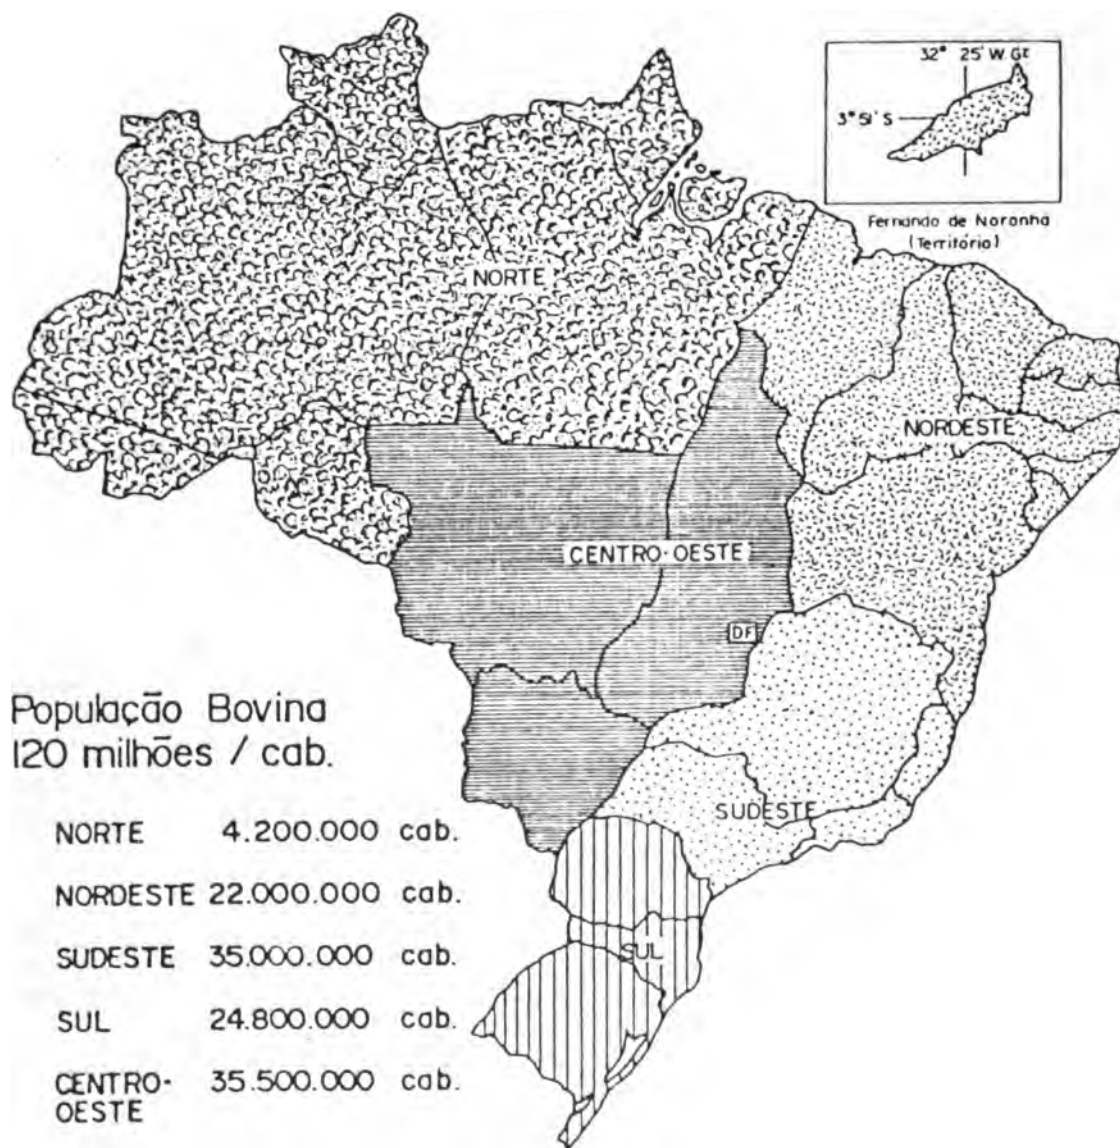 32° 25' W. Gr
3° 51' S
Fernando de Noranha
(Território)
NORTE
NORDESTE
CENTRO-OESTE
DF
SUDESTE
SUL
População Bovina
120 milhões / cab.
NORTE 4.200.000 cab.
NORDESTE 22.000.000 cab.
SUDESTE 35.000.000 cab.
SUL 24.800.000 cab.
CENTRO- 35.500.000 cab.
OESTE